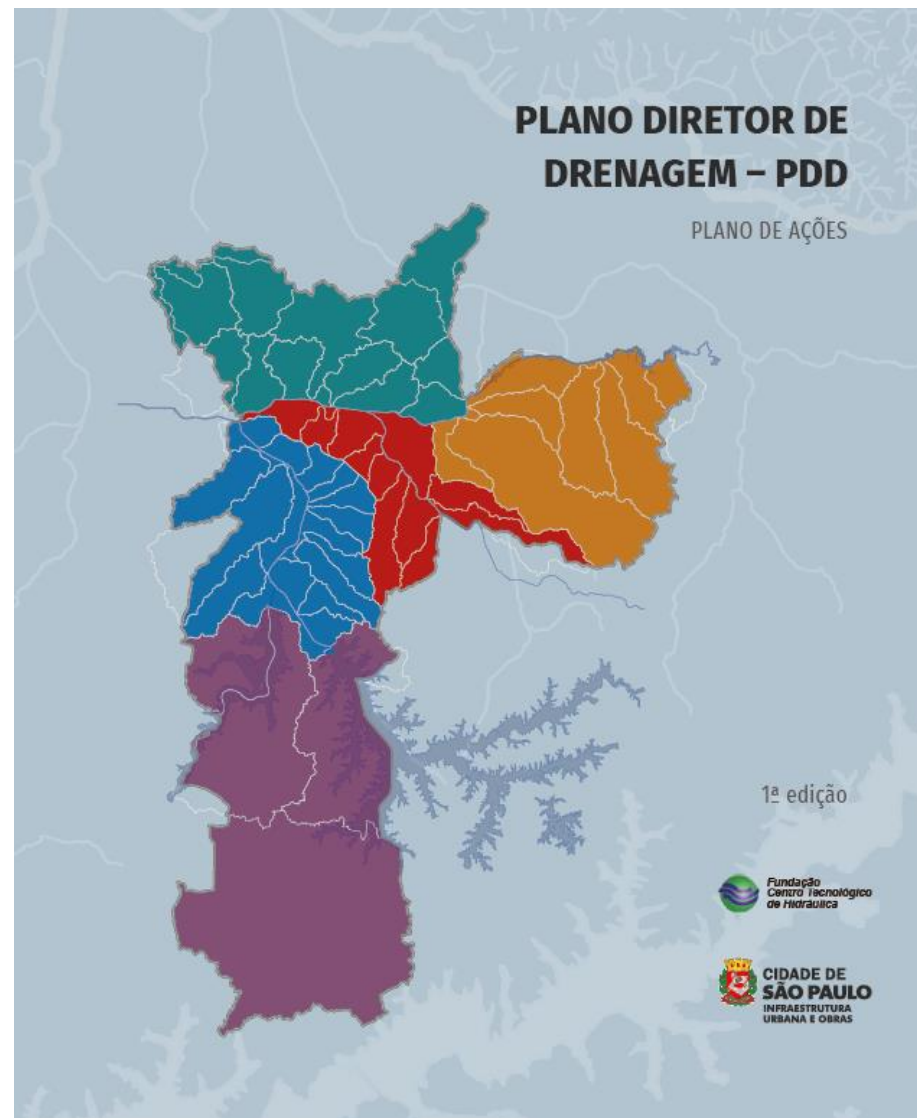 PLANO DIRETOR DE
DRENAGEM – PDD
PLANO DE AÇÕES
1ª edição
Fundação
Centro Tecnológico
de Hidráulica
CIDADE DE
SÃO PAULO
INFRAESTRUTURA
URBANA E OBRAS